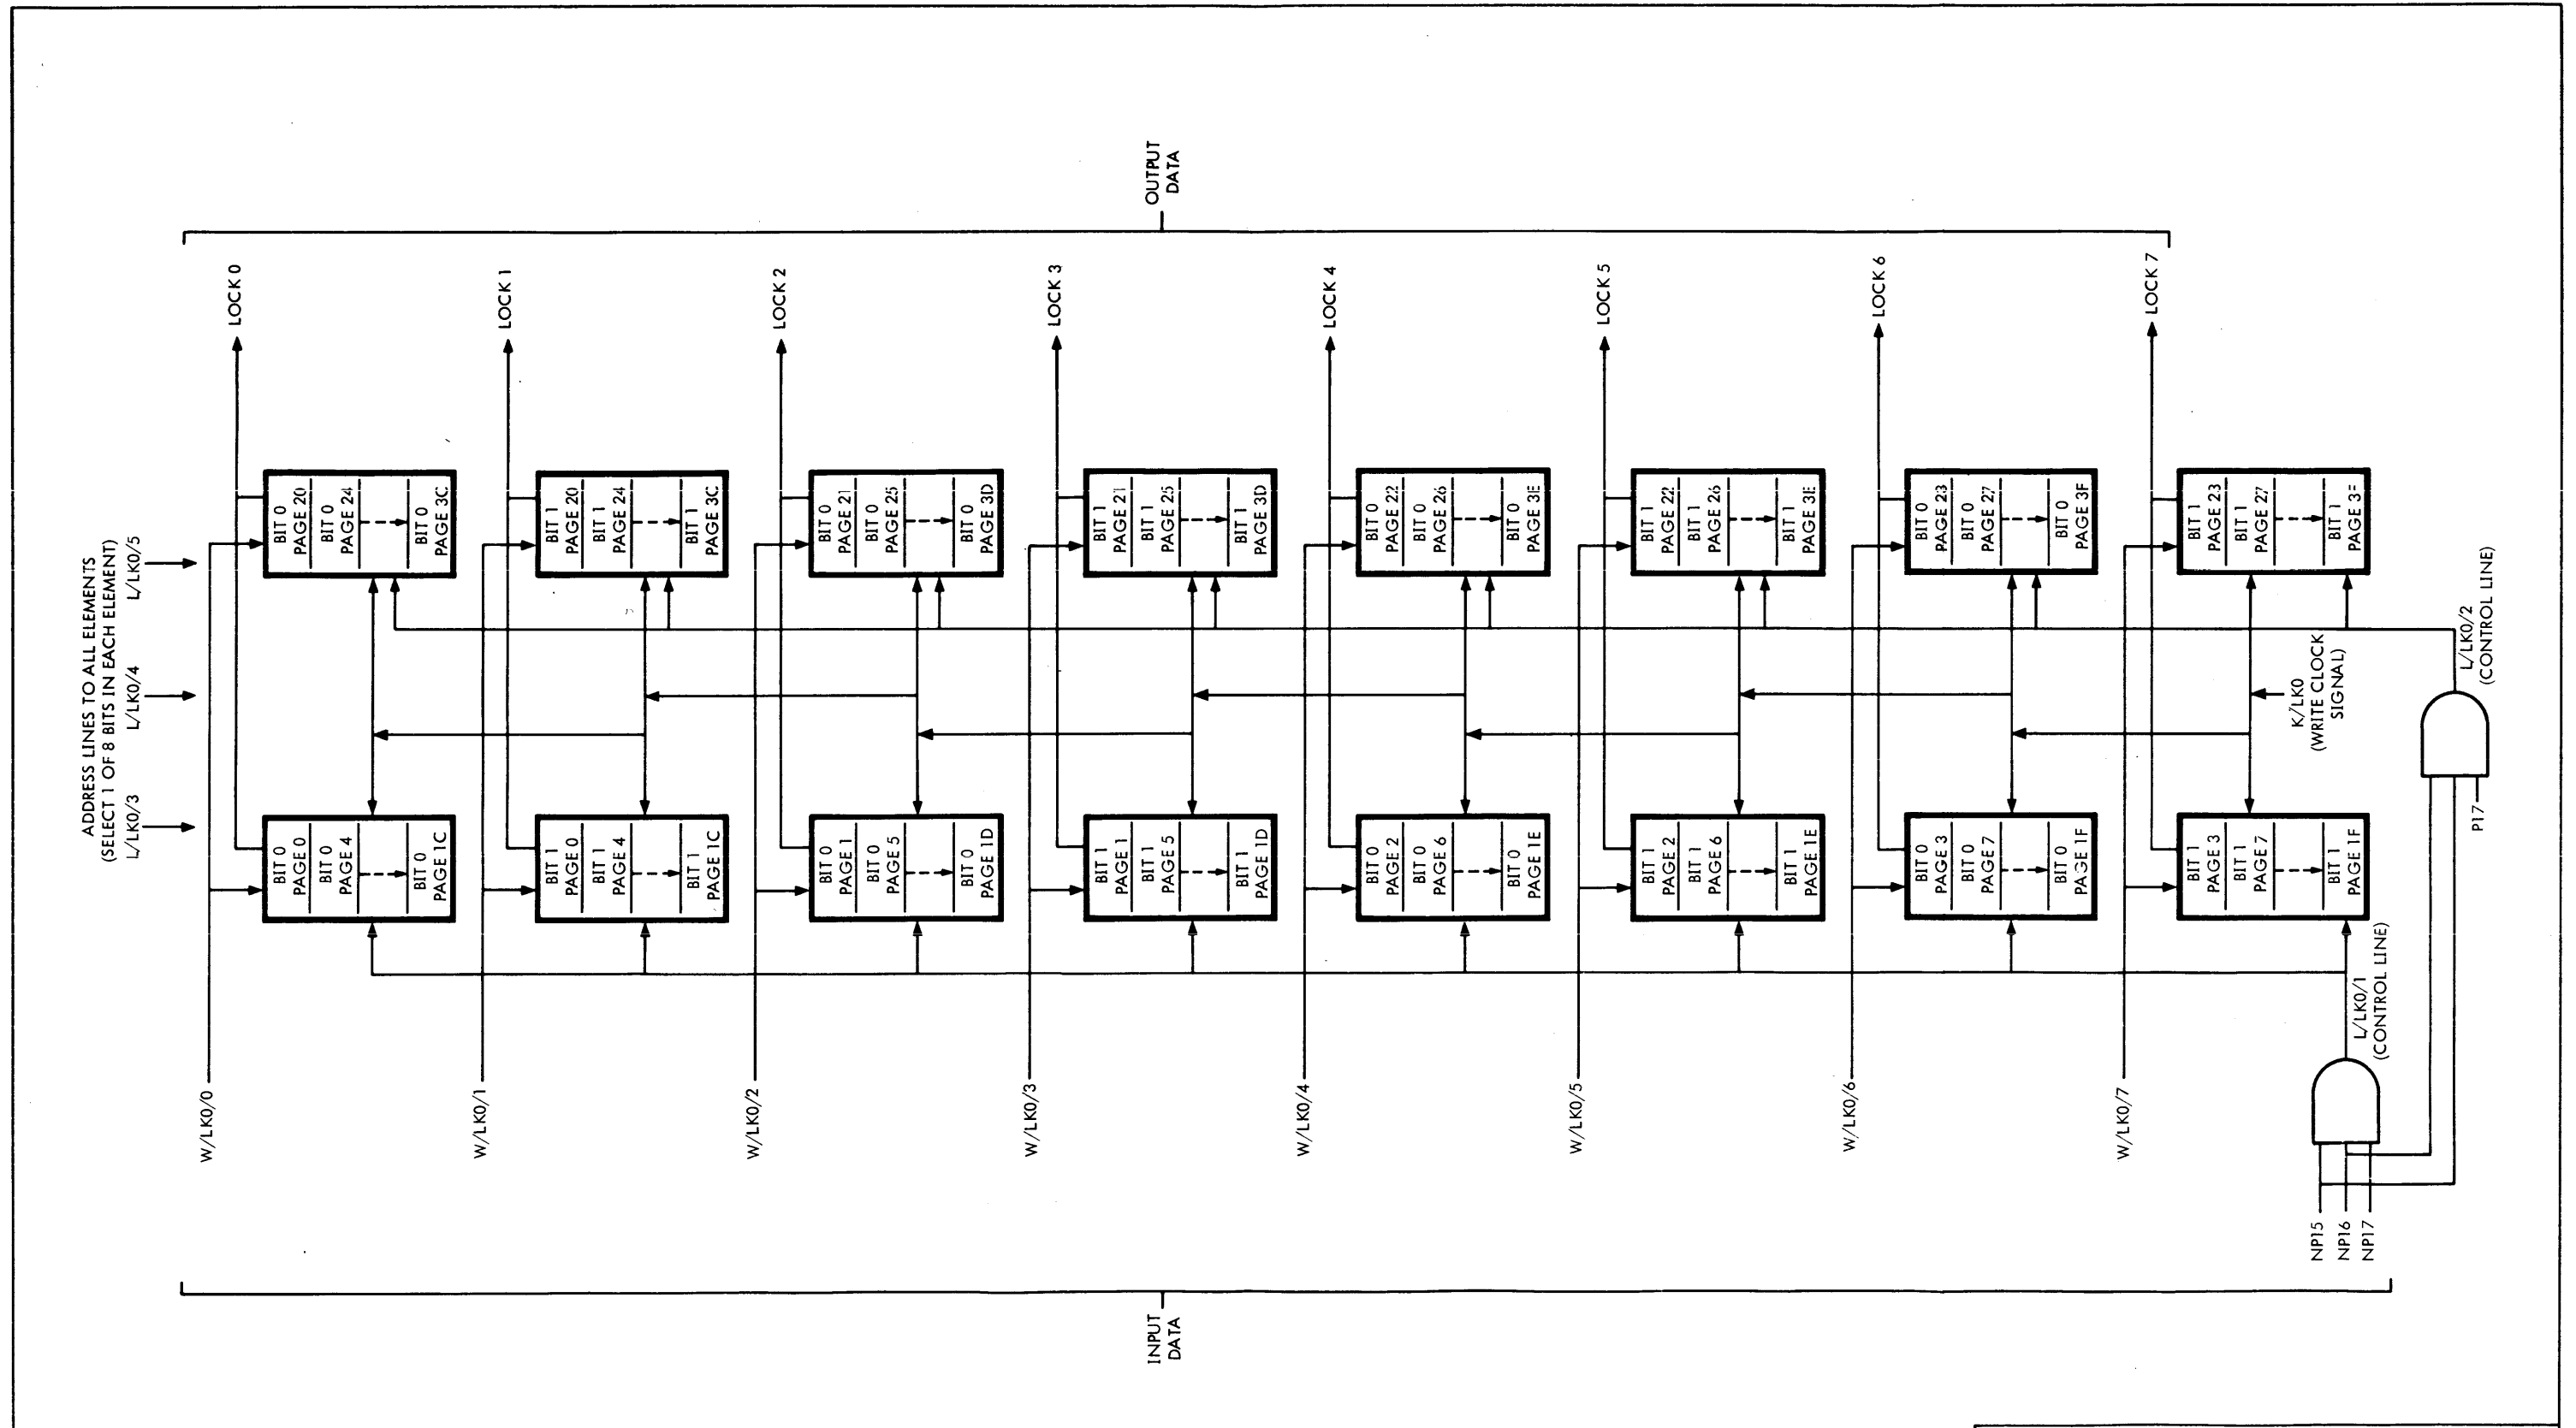 ADDRESS LINES TO ALL ELEMENTS
(SELECT 1 OF 8 BITS IN EACH ELEMENT)
L/LK0/3
L/LK0/4
L/LK0/5
W/LK0/0
BIT 0
PAGE 0
BIT 0
PAGE 4
BIT 0
PAGE 1C
BIT 0
PAGE 20
BIT 0
PAGE 24
BIT 0
PAGE 3C
LOCK 0
W/LK0/1
BIT 1
PAGE 0
BIT 1
PAGE 4
BIT 1
PAGE 1C
BIT 1
PAGE 20
BIT 1
PAGE 24
BIT 1
PAGE 3C
LOCK 1
W/LK0/2
BIT 0
PAGE 1
BIT 0
PAGE 5
BIT 0
PAGE 1D
BIT 0
PAGE 21
BIT 0
PAGE 25
BIT 0
PAGE 3D
LOCK 2
W/LK0/3
BIT 1
PAGE 1
BIT 1
PAGE 5
BIT 1
PAGE 1D
BIT 1
PAGE 21
BIT 1
PAGE 25
BIT 1
PAGE 3D
LOCK 3
INPUT
DATA
OUTPUT
DATA
W/LK0/4
BIT 0
PAGE 2
BIT 0
PAGE 6
BIT 0
PAGE 1E
BIT 0
PAGE 22
BIT 0
PAGE 26
BIT 0
PAGE 3E
LOCK 4
W/LK0/5
BIT 1
PAGE 2
BIT 1
PAGE 6
BIT 1
PAGE 1E
BIT 1
PAGE 22
BIT 1
PAGE 26
BIT 1
PAGE 3E
LOCK 5
W/LK0/6
BIT 0
PAGE 3
BIT 0
PAGE 7
BIT 0
PAGE 1F
BIT 0
PAGE 23
BIT 0
PAGE 27
BIT 0
PAGE 3F
LOCK 6
W/LK0/7
BIT 1
PAGE 3
BIT 1
PAGE 7
BIT 1
PAGE 1F
BIT 1
PAGE 23
BIT 1
PAGE 27
BIT 1
PAGE 3F
LOCK 7
K/LK0
(WRITE CLOCK
SIGNAL)
NP15
NP16
NP17
L/LK0/1
(CONTROL LINE)
P17
L/LK0/2
(CONTROL LINE)